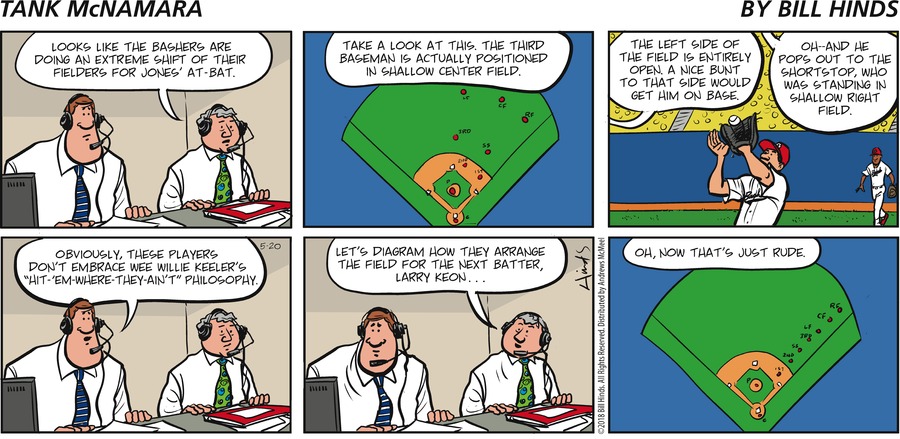 TANK McNAMARA
BY BILL HINDS
LOOKS LIKE THE BASHERS ARE
DOING AN EXTREME SHIFT OF THEIR
FIELDERS FOR JONES' AT-BAT.
TAKE A LOOK AT THIS. THE THIRD
BASEMAN IS ACTUALLY POSITIONED
IN SHALLOW CENTER FIELD.
LF
CF
RF
3RD
SS
2ND
1ST
P
C
THE LEFT SIDE OF
THE FIELD IS ENTIRELY
OPEN. A NICE BUNT
TO THAT SIDE WOULD
GET HIM ON BASE.
OH--AND HE
POPS OUT TO THE
SHORTSTOP, WHO
WAS STANDING IN
SHALLOW RIGHT
FIELD.
OBVIOUSLY, THESE PLAYERS
DON'T EMBRACE WEE WILLIE KEELER'S
"HIT-'EM-WHERE-THEY-AIN'T" PHILOSOPHY.
5-20
LET'S DIAGRAM HOW THEY ARRANGE
THE FIELD FOR THE NEXT BATTER,
LARRY KEON...
Hinds
©2018 Bill Hinds. All Rights Reserved. Distributed by Andrews McMeel
OH, NOW THAT'S JUST RUDE.
RF
CF
LF
3RD
SS
2ND
1ST
P
C